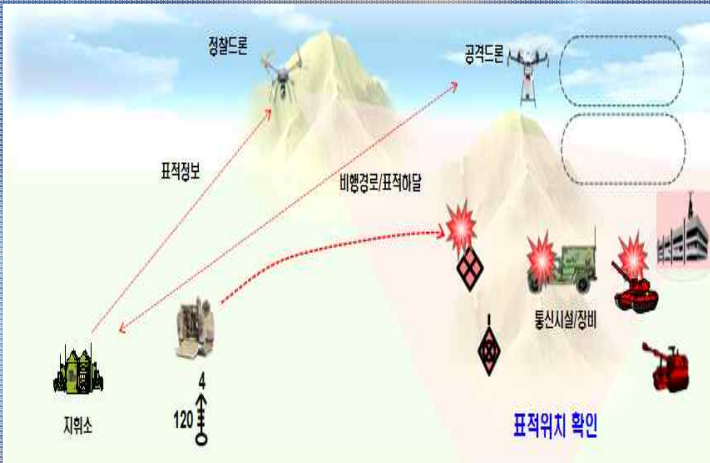 정찰드론
공격드론
표적정보
비행경로/표적하달
통신시설/장비
4
120
지휘소
표적위치 확인